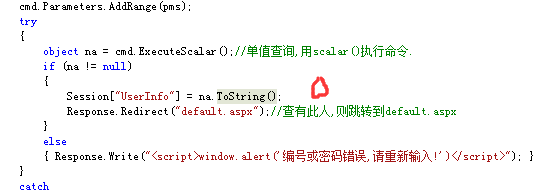 cmd.Parameters.AddRange(pms);
try
{
object na = cmd.ExecuteScalar();//单值查询,用scalar()执行命令.
if (na != null)
{
Session["UserInfo"] = na.ToString();
Response.Redirect("default.aspx");//查有此人,则跳转到default.aspx
}
else
{ Response.Write("<script>window.alert('编号或密码错误,请重新输入!')</script>"); }
}
catch